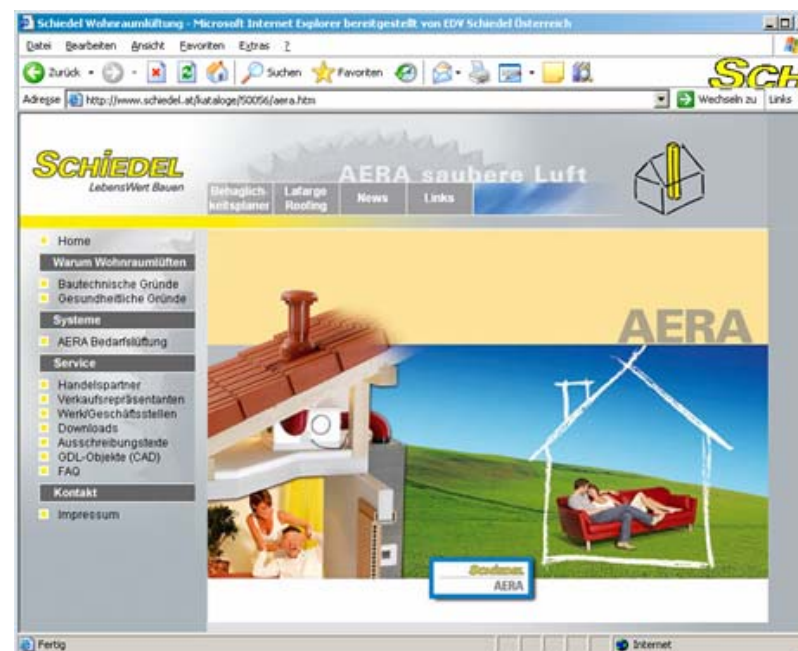 Schiedel Wohnraumlüftung - Microsoft Internet Explorer bereitgestellt von EDV Schiedel Österreich
Datei Bearbeiten Ansicht Favoriten Extras ?
Zurück Suchen Favoriten
SCH
Adresse http://www.schiedel.at/kataloge/50056/aera.htm Wechseln zu Links
SCHIEDEL
LebensWert Bauen
AERA saubere Luft
Behaglich keitsplaner
Lafarge Roofing
News
Links
Home
Warum Wohnraumlüften
Bautechnische Gründe
Gesundheitliche Gründe
Systeme
AERA Bedarfslüftung
Service
Handelspartner
Verkaufsrepräsentanten
Werk/Geschäftsstellen
Downloads
Ausschreibungstexte
GDL-Objekte (CAD)
FAQ
Kontakt
Impressum
AERA
SCHIEDEL
AERA
Fertig
Internet